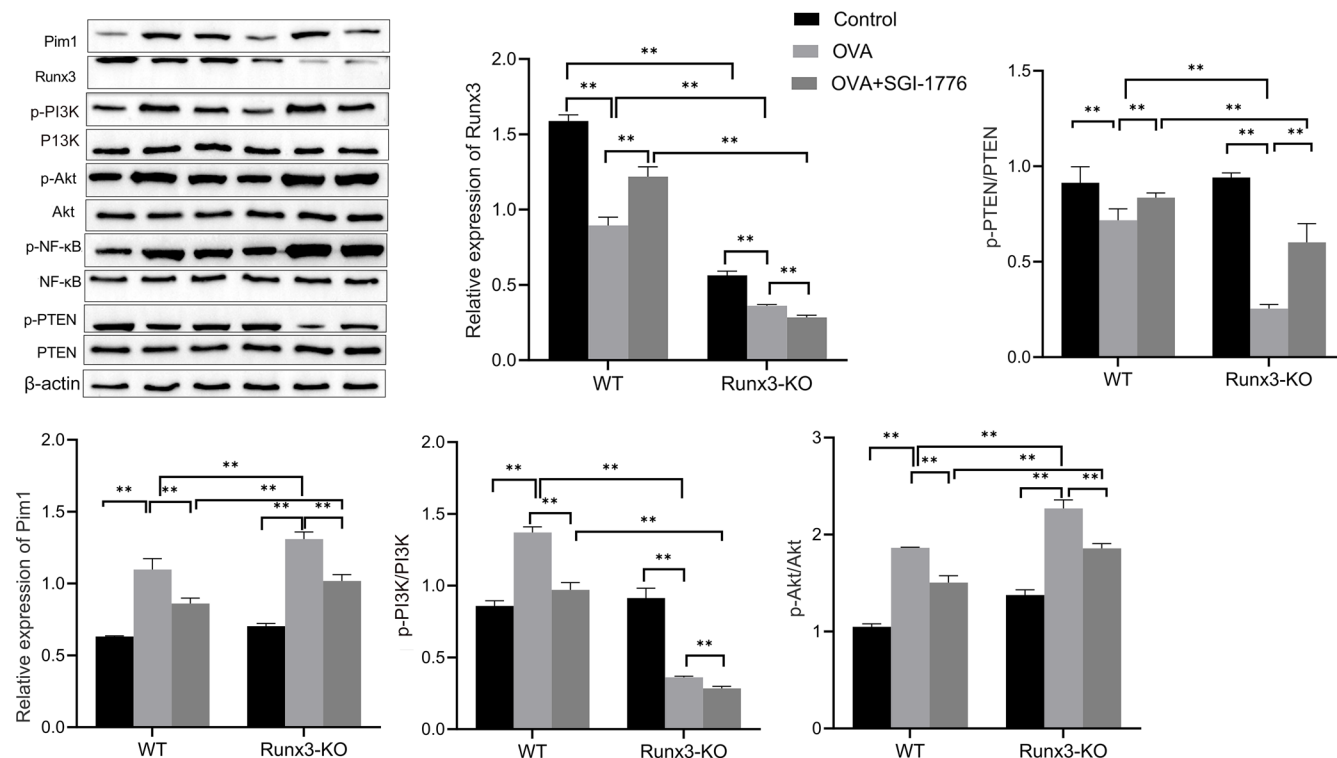 Pim1
Runx3
p-PI3K
P13K
p-Akt
Akt
p-NF-κB
NF-κB
p-PTEN
PTEN
β-actin
Control
OVA
OVA+SGI-1776
Relative expression of Runx3
2.0
1.5
1.0
0.5
0.0
** ** ** ** ** ** **
WT Runx3-KO
p-PTEN/PTEN
1.5
1.0
0.5
0.0
** ** ** ** ** **
WT Runx3-KO
Relative expression of Pim1
2.0
1.5
1.0
0.5
0.0
** ** ** ** ** **
WT Runx3-KO
p-PI3K/PI3K
2.0
1.5
1.0
0.5
0.0
** ** ** ** ** **
WT Runx3-KO
p-Akt/Akt
3
2
1
0
** ** ** ** ** **
WT Runx3-KO